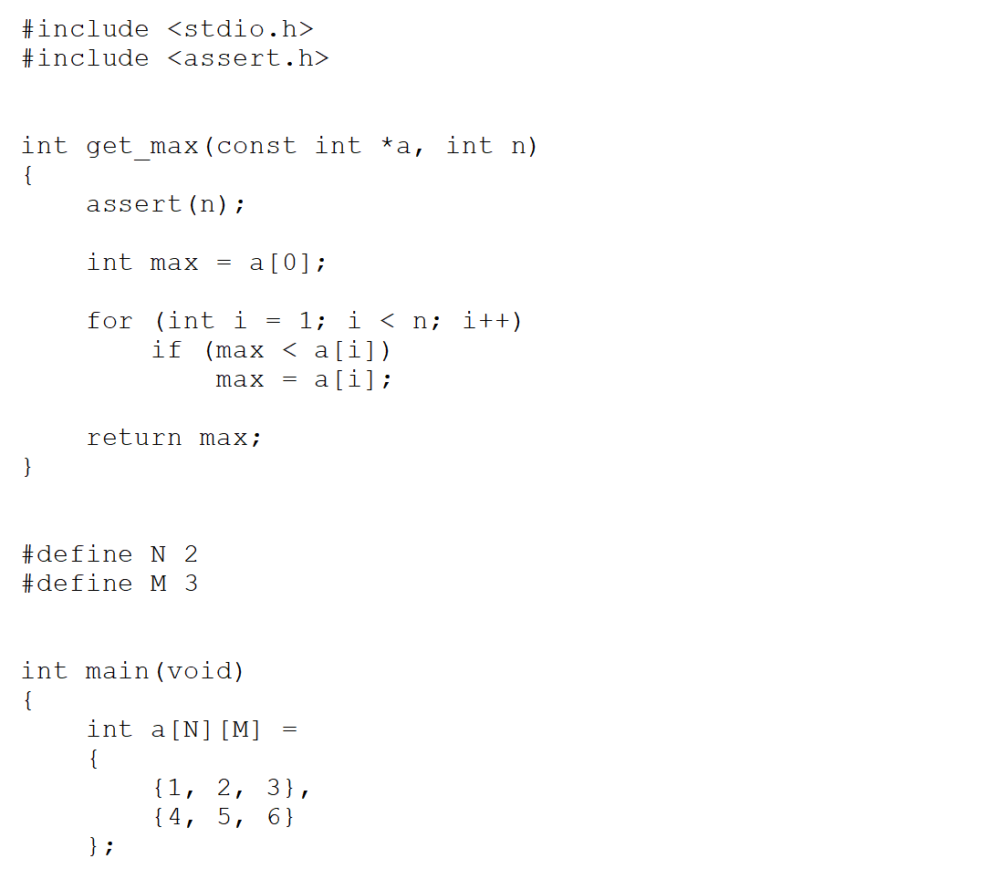 #include <stdio.h>
#include <assert.h>
int get_max(const int *a, int n)
{
    assert(n);
    int max = a[0];
    for (int i = 1; i < n; i++)
        if (max < a[i])
            max = a[i];
    return max;
}
#define N 2
#define M 3
int main(void)
{
    int a[N][M] =
    {
        {1, 2, 3},
        {4, 5, 6}
    };